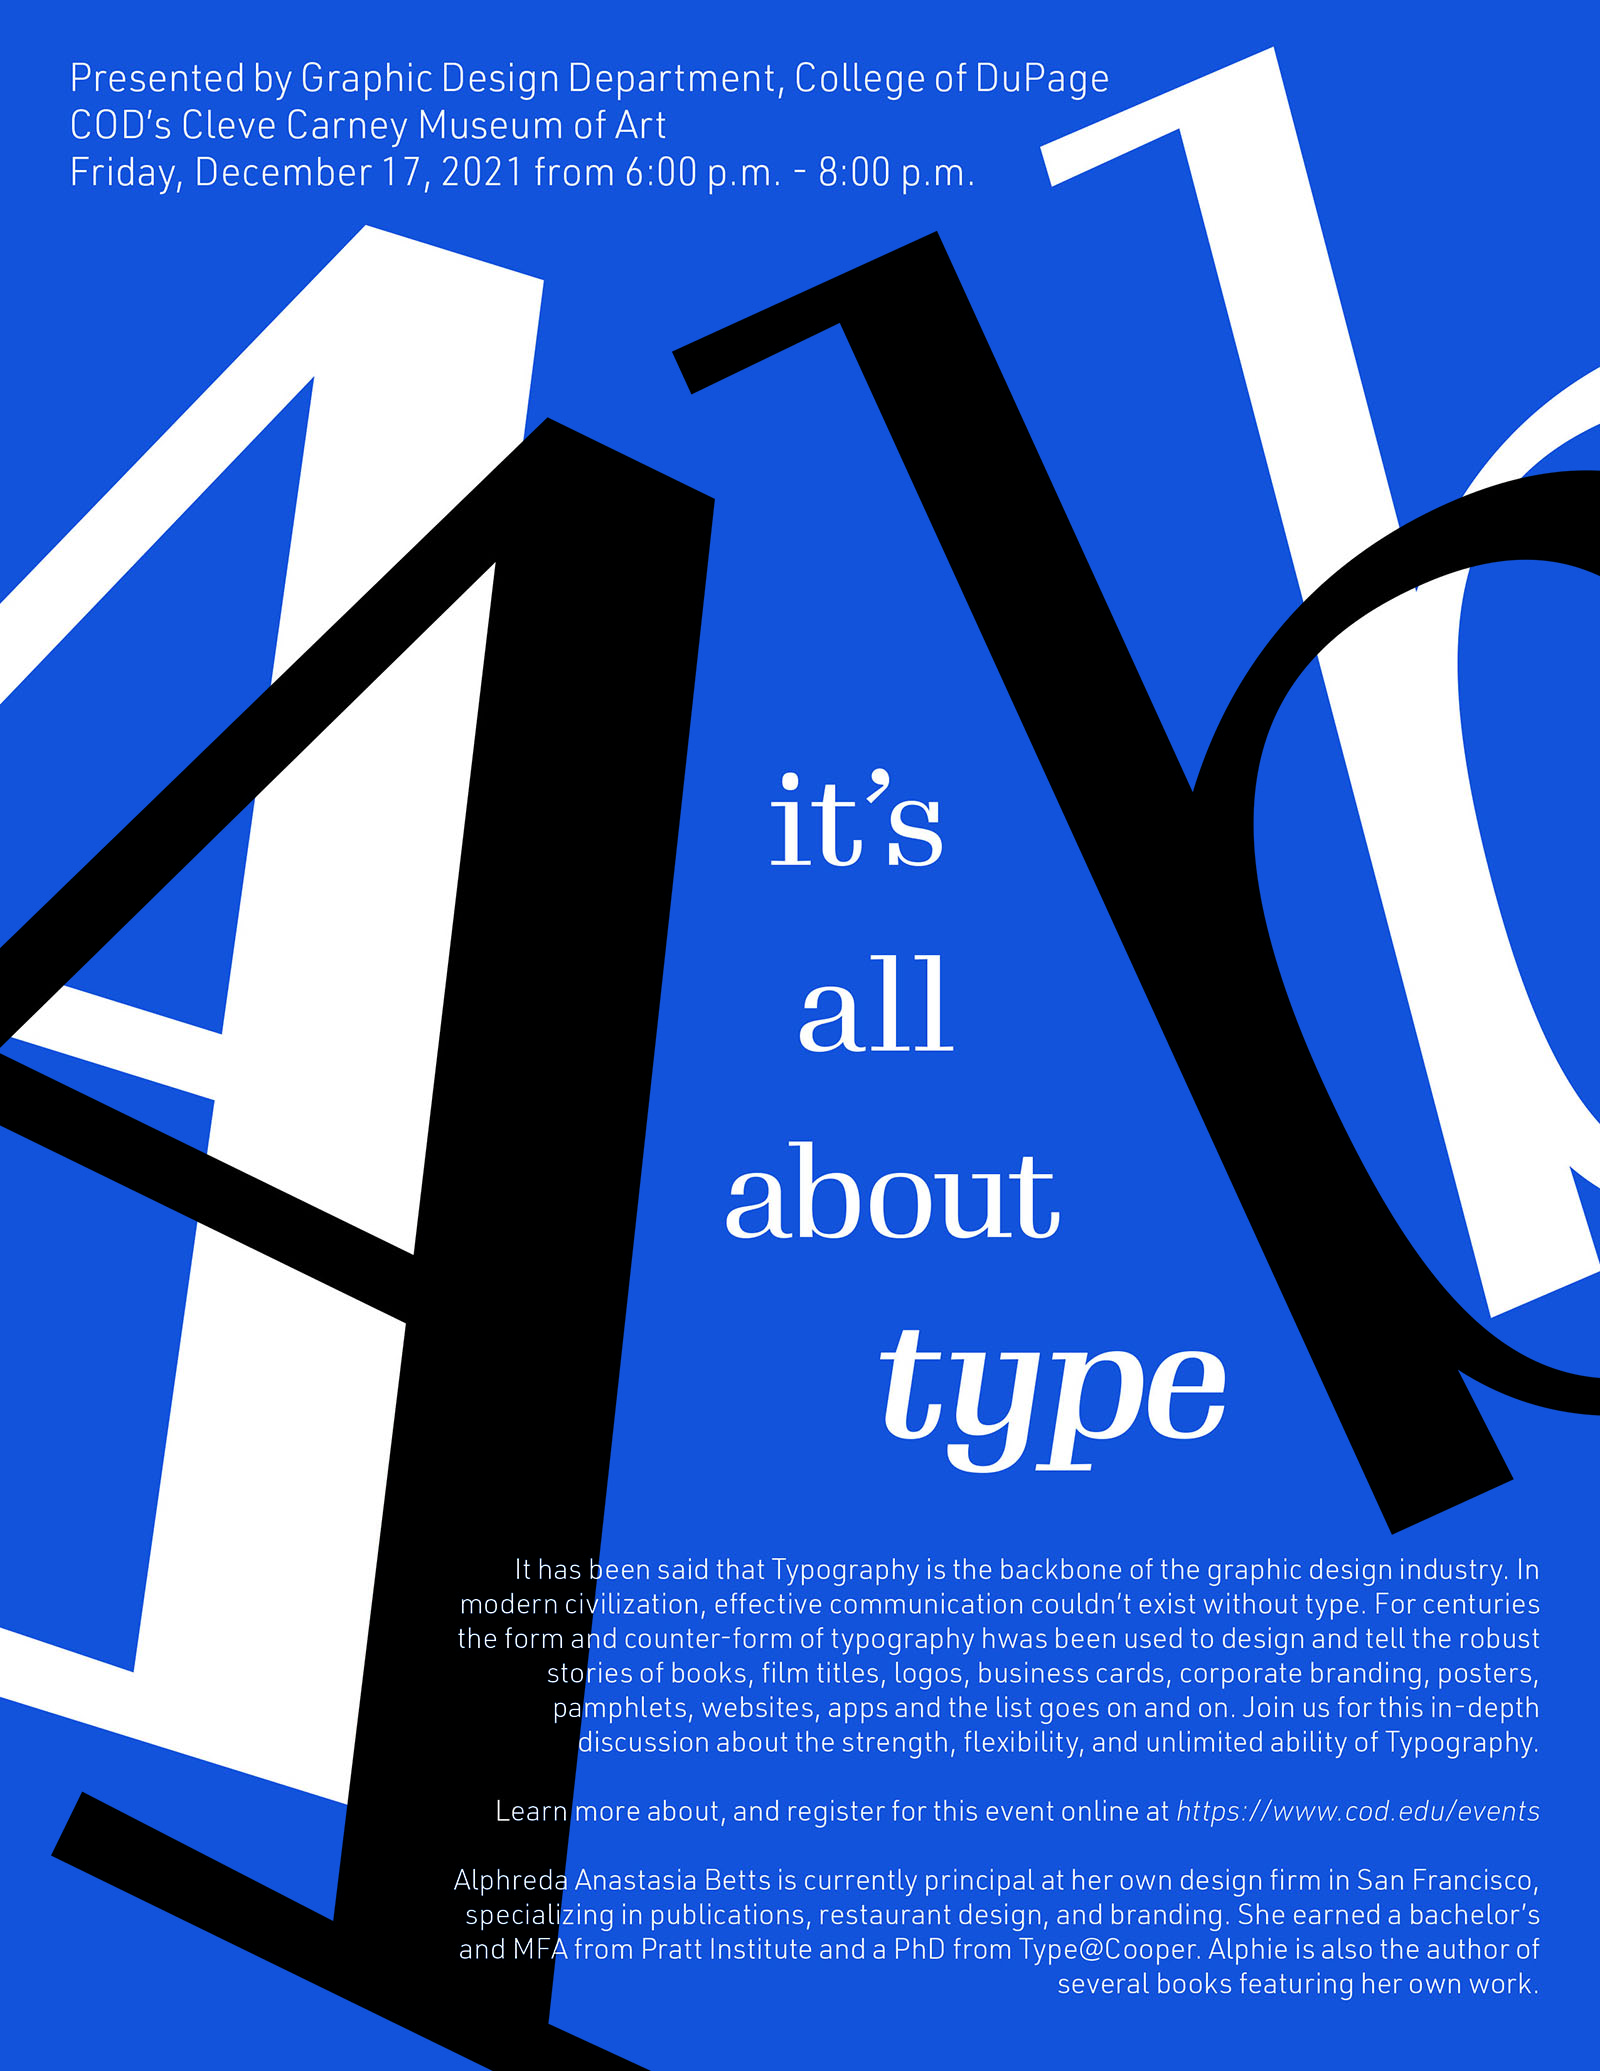 Presented by Graphic Design Department, College of DuPage
COD's Cleve Carney Museum of Art
Friday, December 17, 2021 from 6:00 p.m. - 8:00 p.m.
A b
it’s
all
about
type
It has been said that Typography is the backbone of the graphic design industry. In
modern civilization, effective communication couldn't exist without type. For centuries
the form and counter-form of typography hwas been used to design and tell the robust
stories of books, film titles, logos, business cards, corporate branding, posters,
pamphlets, websites, apps and the list goes on and on. Join us for this in-depth
discussion about the strength, flexibility, and unlimited ability of Typography.
Learn more about, and register for this event online at https://www.cod.edu/events
Alphreda Anastasia Betts is currently principal at her own design firm in San Francisco,
specializing in publications, restaurant design, and branding. She earned a bachelor's
and MFA from Pratt Institute and a PhD from Type@Cooper. Alphie is also the author of
several books featuring her own work.